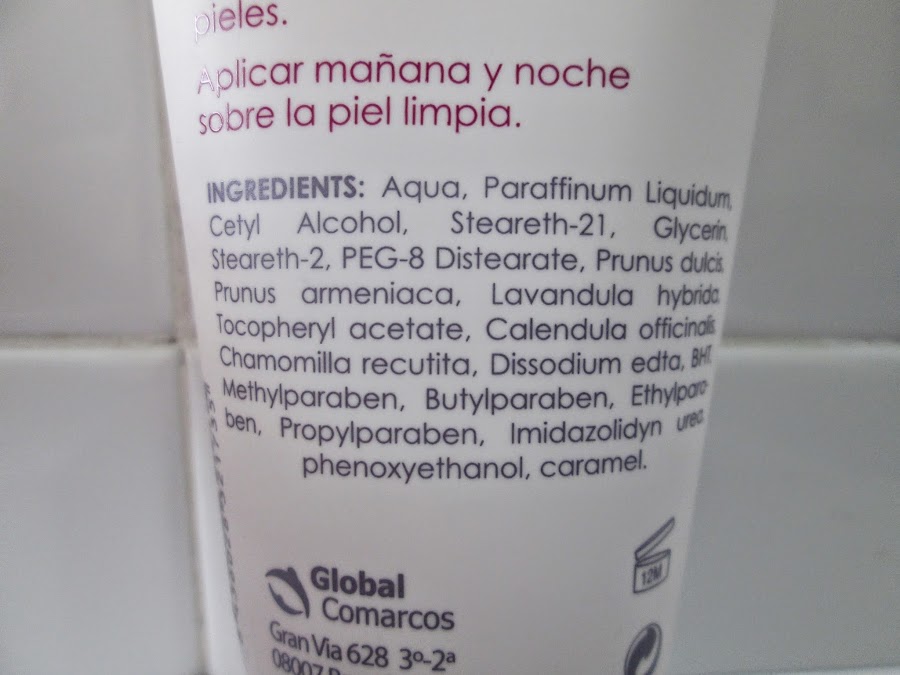 pieles.
Aplicar mañana y noche
sobre la piel limpia.
INGREDIENTS: Aqua, Paraffinum Liquidum,
Cetyl Alcohol, Steareth-21, Glycerin,
Steareth-2, PEG-8 Distearate, Prunus dulcis,
Prunus armeniaca, Lavandula hybrida,
Tocopheryl acetate, Calendula officinalis,
Chamomilla recutita, Dissodium edta, BHT,
Methylparaben, Butylparaben, Ethylpara-
ben, Propylparaben, Imidazolidyn urea,
phenoxyethanol, caramel.
12M
Global
Comarcos
Gran Via 628 3º-2ª
08007